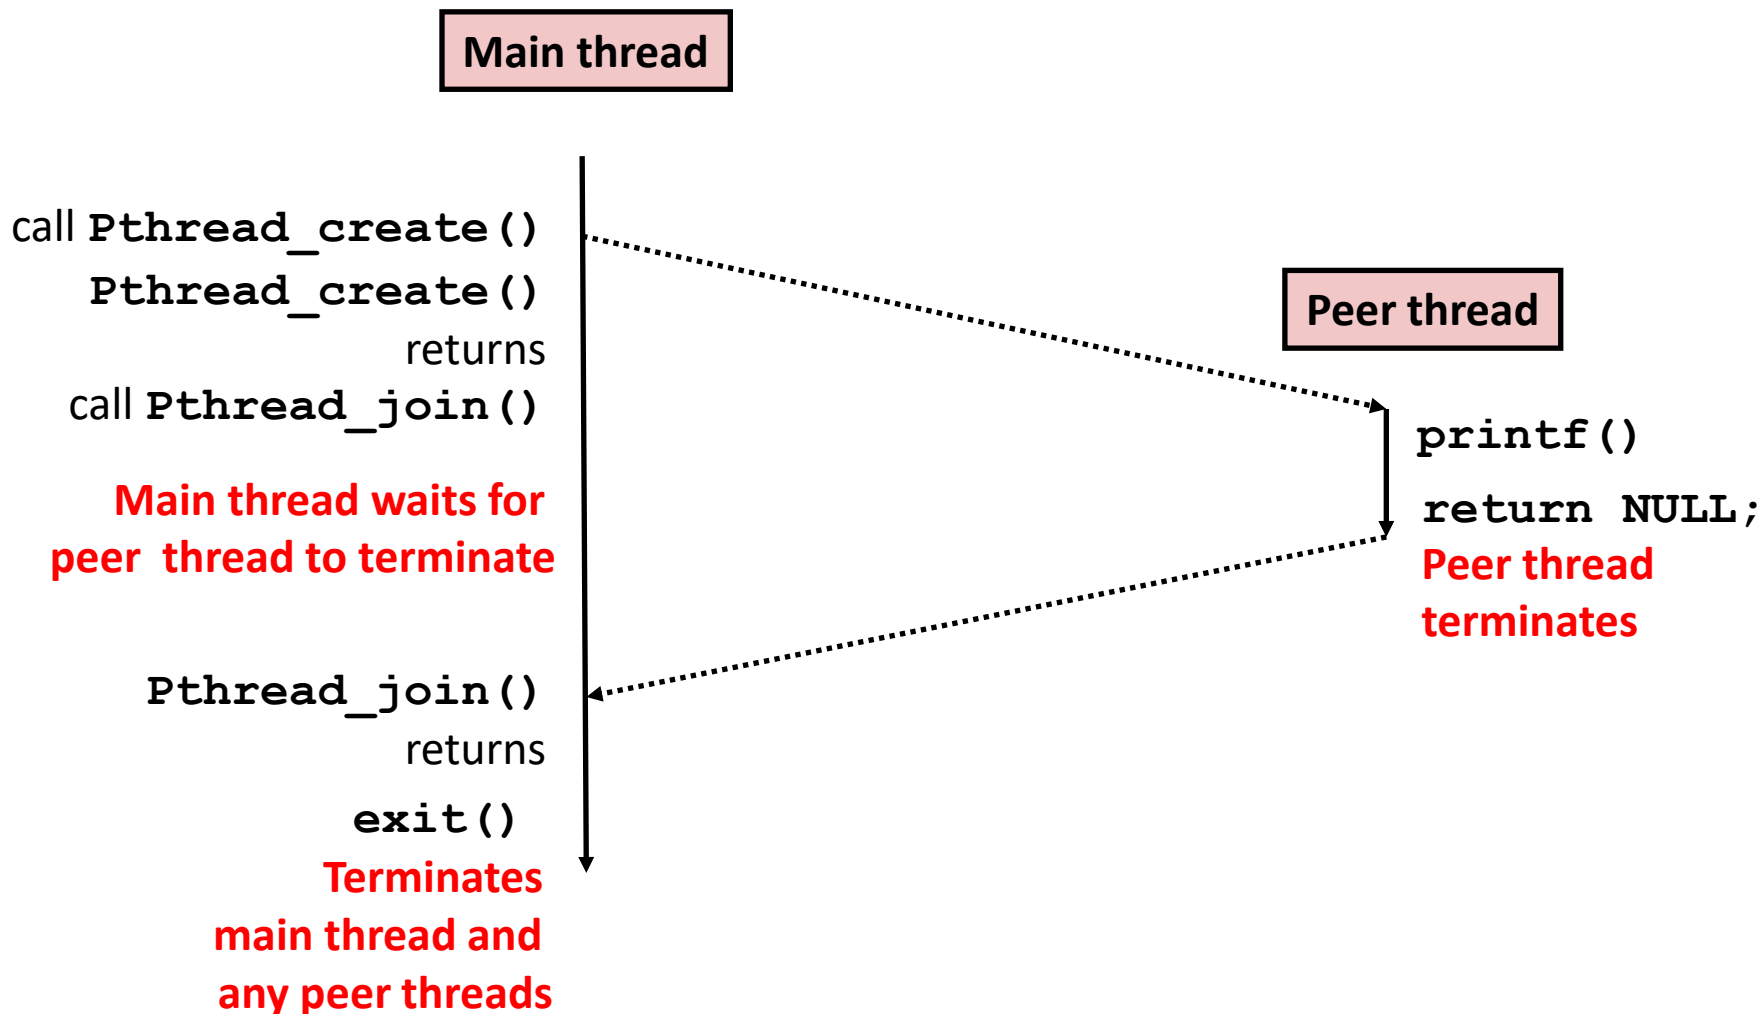 Main thread
call Pthread_create()
Pthread_create()
returns
call Pthread_join()
Main thread waits for
peer thread to terminate
Pthread_join()
returns
exit()
Terminates
main thread and
any peer threads
Peer thread
printf()
return NULL;
Peer thread
terminates